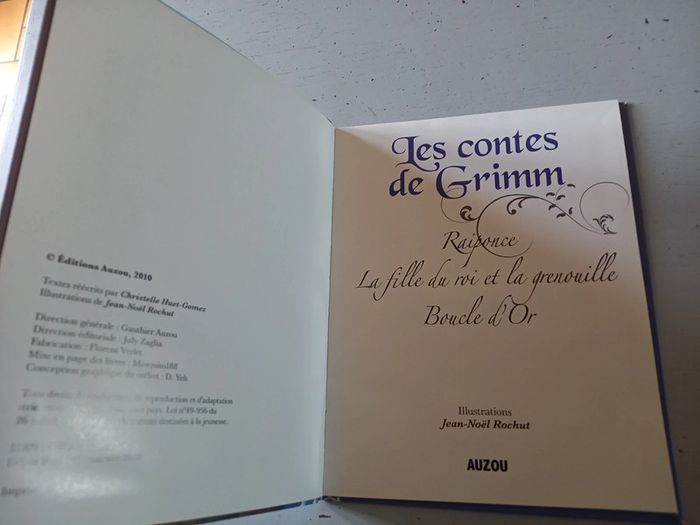 © Éditions Auzou, 2010
Textes réécrits par Christelle Huet-Gomez
Illustrations de Jean-Noël Rochut
Direction générale : Gauthier Auzou
Direction éditoriale : July Zaglia
Fabrication : Florent Verlet
Mise en page des livres : Mosquito188
Conception graphique du coffret : D. Yeh
Tous droits de reproduction et d'adaptation
pays. Loi n°49-956 du
destinées à la jeunesse.
Les contes
de Grimm
Raiponce
La fille du roi et la grenouille
Boucle d'Or
Illustrations
Jean-Noël Rochut
AUZOU